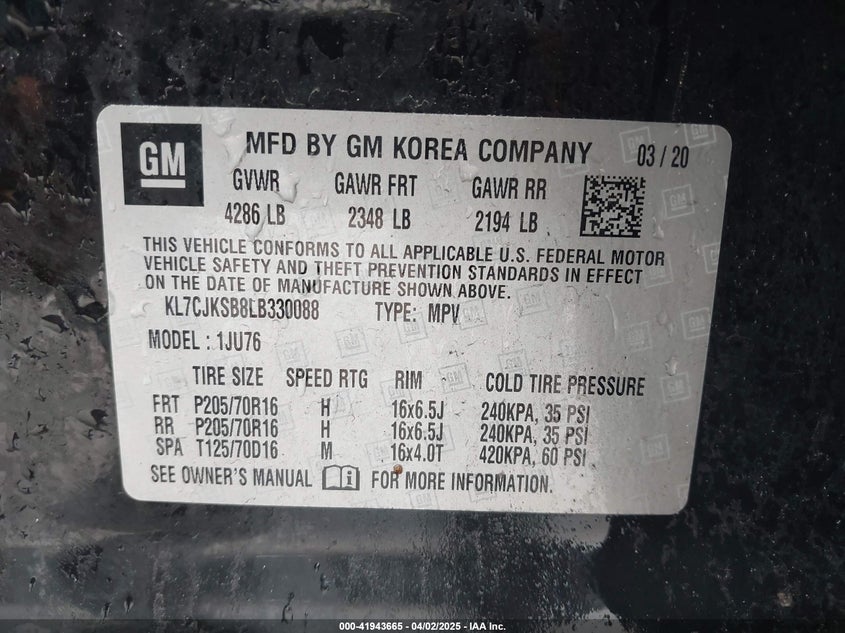 GM MFD BY GM KOREA COMPANY 03 / 20
GVWR GAWR FRT GAWR RR
4286 LB 2348 LB 2194 LB
THIS VEHICLE CONFORMS TO ALL APPLICABLE U.S. FEDERAL MOTOR
VEHICLE SAFETY AND THEFT PREVENTION STANDARDS IN EFFECT
ON THE DATE OF MANUFACTURE SHOWN ABOVE.
KL7CJKSB8LB330088 TYPE: MPV
MODEL : 1JU76
TIRE SIZE SPEED RTG RIM COLD TIRE PRESSURE
FRT P205/70R16 H 16x6.5J 240KPA, 35 PSI
RR P205/70R16 H 16x6.5J 240KPA, 35 PSI
SPA T125/70D16 M 16x4.0T 420KPA, 60 PSI
SEE OWNER'S MANUAL i FOR MORE INFORMATION.
000-41943665 - 04/02/2025 - IAA Inc.